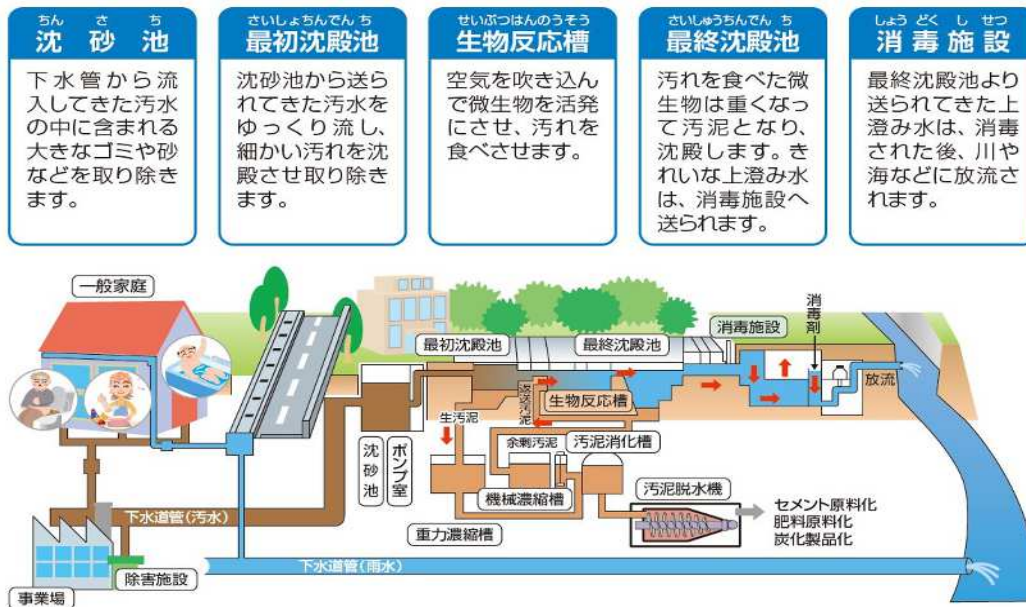 ちん さ ち
沈砂池
下水管から流
入してきた汚水
の中に含まれる
大きなゴミや砂
などを取り除き
ます。
さいしょちんでん ち
最初沈殿池
沈砂池から送ら
れてきた汚水を
ゆっくり流し、
細かい汚れを沈
殿させ取り除き
ます。
せいぶつはんのうそう
生物反応槽
空気を吹き込ん
で微生物を活発
にさせ、汚れを
食べさせます。
さいしゅうちんでん ち
最終沈殿池
汚れを食べた微
生物は重くなっ
て汚泥となり、
沈殿します。き
れいな上澄み水
は、消毒施設へ
送られます。
しょう どく し せつ
消毒施設
最終沈殿池より
送られてきた上
澄み水は、消毒
された後、川や
海などに放流さ
れます。
一般家庭
最初沈殿池
最終沈殿池
消毒施設
消毒剤
放流
生汚泥
返送汚泥
生物反応槽
沈砂池
ポンプ室
余剰汚泥
汚泥消化槽
機械濃縮槽
重力濃縮槽
汚泥脱水機
セメント原料化
肥料原料化
炭化製品化
下水道管(汚水)
下水道管(雨水)
除害施設
事業場